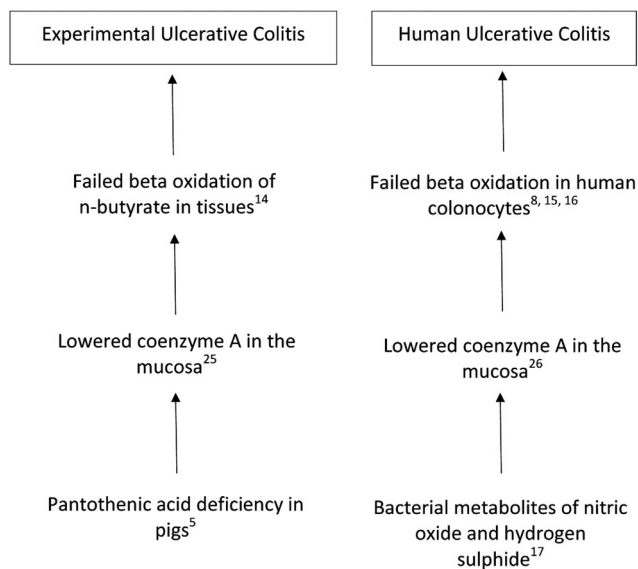 Experimental Ulcerative Colitis
Human Ulcerative Colitis
Failed beta oxidation of
n-butyrate in tissues14
Failed beta oxidation in human
colonocytes8, 15, 16
Lowered coenzyme A in the
mucosa25
Lowered coenzyme A in the
mucosa26
Pantothenic acid deficiency in
pigs5
Bacterial metabolites of nitric
oxide and hydrogen
sulphide17